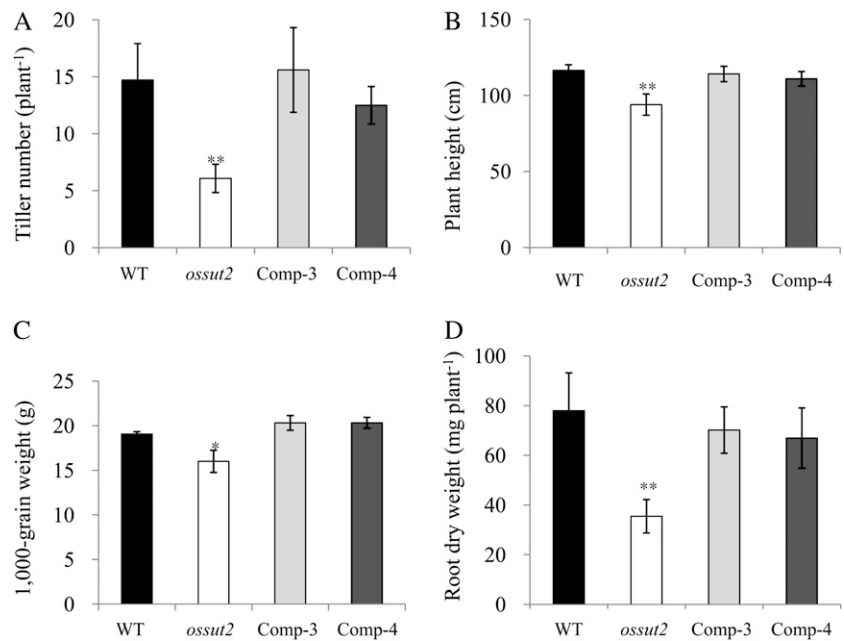 A
Tiller number (plant⁻¹)
20
15
10
5
0
**
WT
ossut2
Comp-3
Comp-4
B
Plant height (cm)
150
100
50
0
**
WT
ossut2
Comp-3
Comp-4
C
1,000-grain weight (g)
25
20
15
10
5
0
*
WT
ossut2
Comp-3
Comp-4
D
Root dry weight (mg plant⁻¹)
100
80
60
40
20
0
**
WT
ossut2
Comp-3
Comp-4